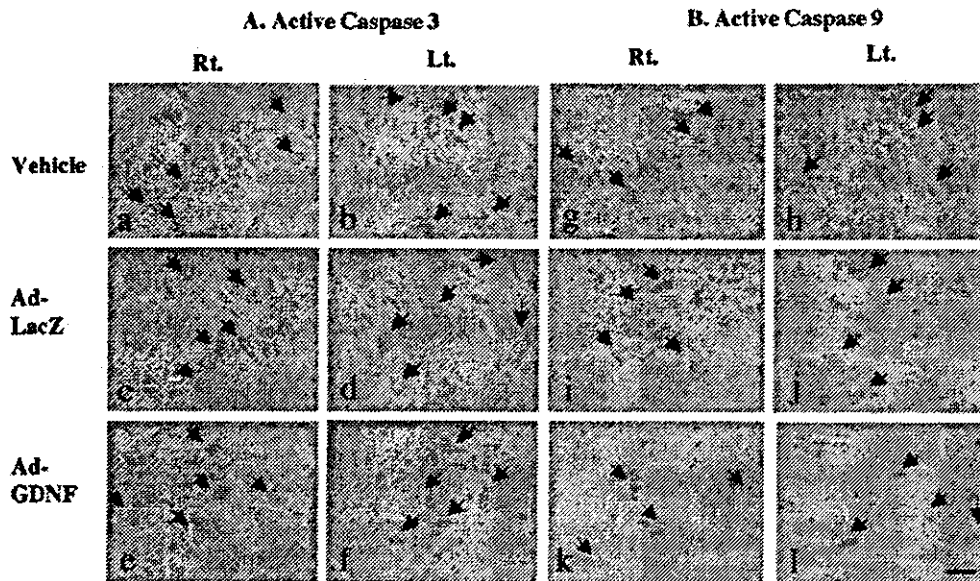 A. Active Caspase 3
B. Active Caspase 9
Rt.
Lt.
Rt.
Lt.
Vehicle
a
b
g
h
Ad-
LacZ
c
d
i
j
Ad-
GDNF
e
f
k
l